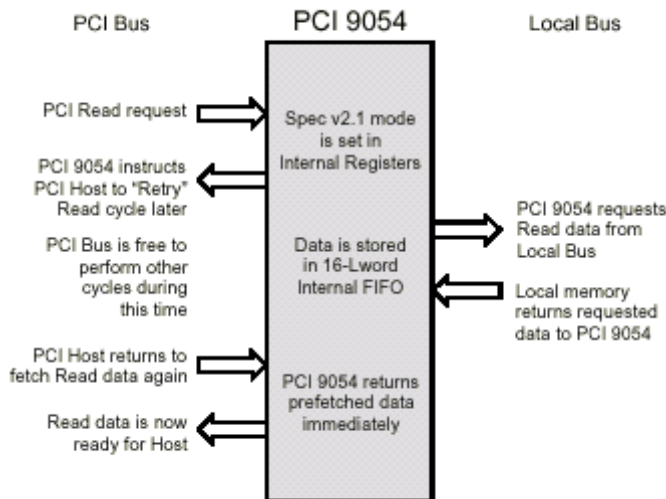 PCI Bus
PCI 9054
Local Bus
PCI Read request
Spec v2.1 mode
is set in
Internal Registers
PCI 9054 instructs
PCI Host to "Retry"
Read cycle later
PCI 9054 requests
Read data from
Local Bus
PCI Bus is free to
perform other
cycles during
this time
Data is stored
in 16-Lword
Internal FIFO
Local memory
returns requested
data to PCI 9054
PCI Host returns to
fetch Read data again
PCI 9054 returns
prefetched data
immediately
Read data is now
ready for Host